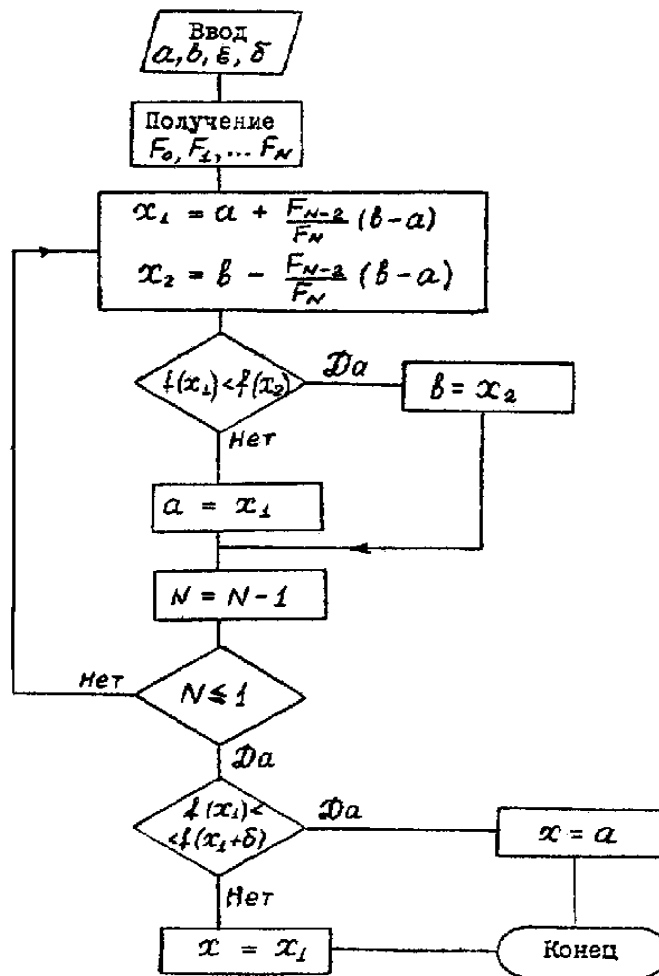 Ввод
a, b, ε, δ
Получение
F₀, F₁, ... F_N
x₁ = a + F_{N-2}/F_N (b-a)
x₂ = b - F_{N-2}/F_N (b-a)
f(x₁)<f(x₂)
Да
b = x₂
Нет
a = x₁
N = N-1
Нет
N ≤ 1
Да
f(x₁)<
<f(x₁+δ)
Да
x = a
Нет
x = x₁
Конец